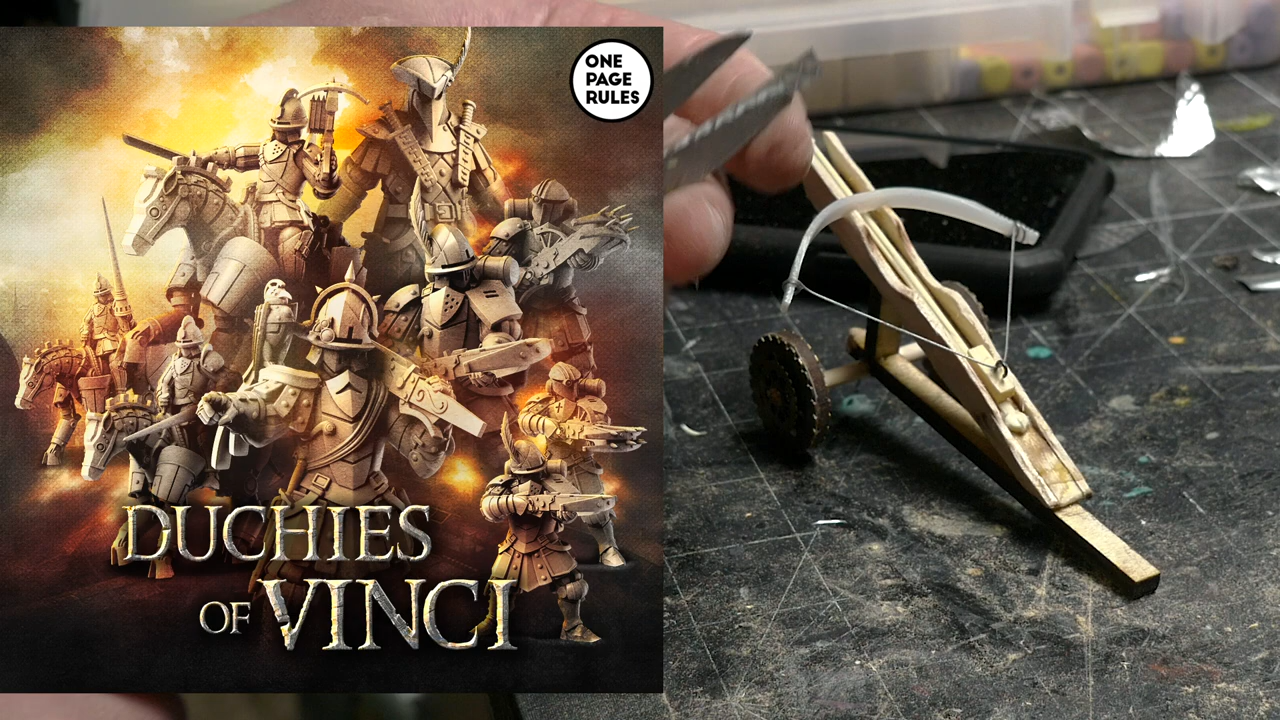 ONE
PAGE
RULES
DUCHIES
OF VINCI